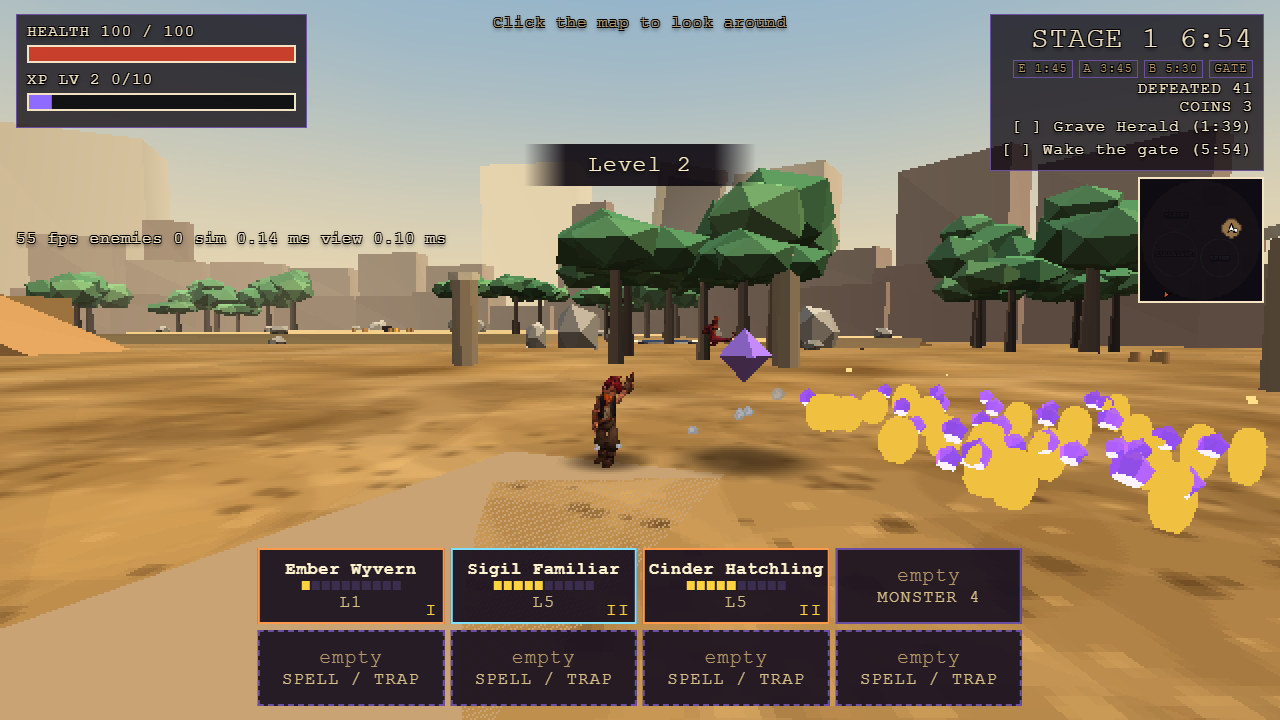 Click the map to look around
HEALTH 100 / 100
XP LV 2 0/10
STAGE 1 6:54
E 1:45 A 3:45 B 5:30 GATE
DEFEATED 41
COINS 3
[ ] Grave Herald (1:39)
[ ] Wake the gate (5:54)
Level 2
55 fps enemies 0 sim 0.14 ms view 0.10 ms
Ember Wyvern
L1
I
Sigil Familiar
L5
II
Cinder Hatchling
L5
II
empty
MONSTER 4
empty
SPELL / TRAP
empty
SPELL / TRAP
empty
SPELL / TRAP
empty
SPELL / TRAP